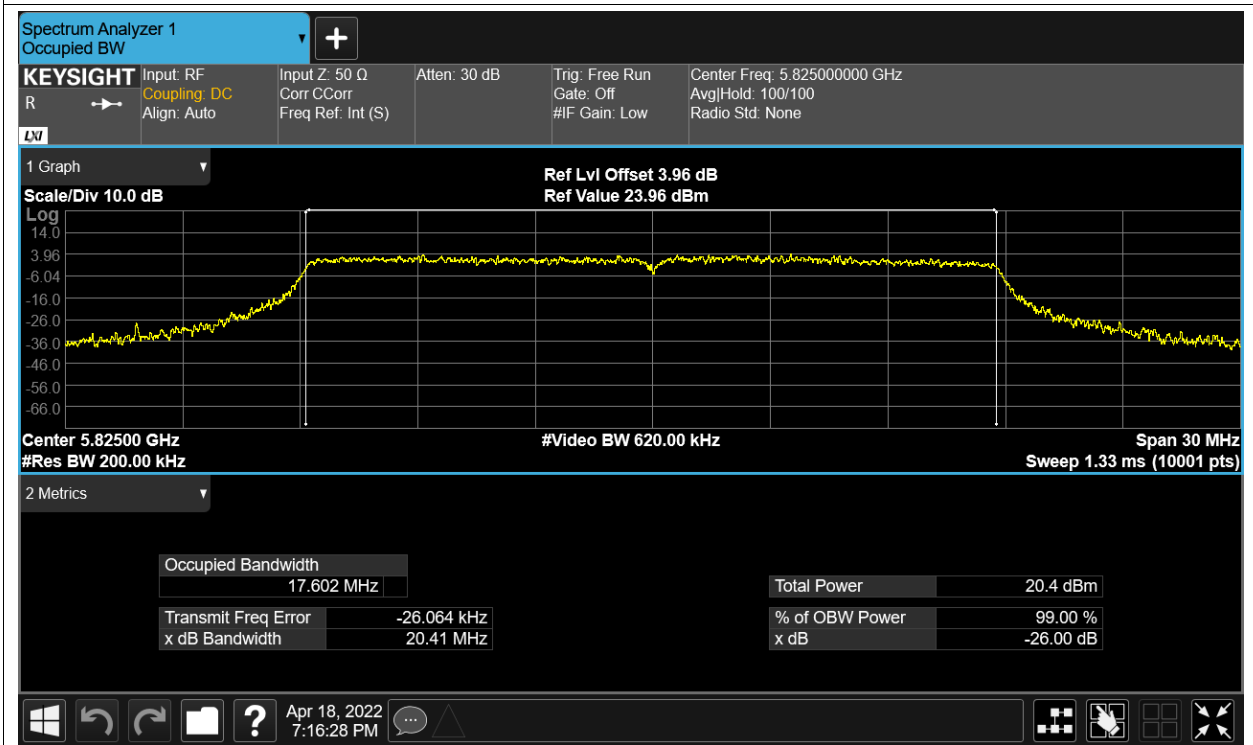 Spectrum Analyzer 1
Occupied BW
KEYSIGHT
R
LXI
Input: RF
Coupling: DC
Align: Auto
Input Z: 50 Ω
Corr CCorr
Freq Ref: Int (S)
Atten: 30 dB
Trig: Free Run
Gate: Off
#IF Gain: Low
Center Freq: 5.825000000 GHz
Avg|Hold: 100/100
Radio Std: None
1 Graph
Scale/Div 10.0 dB
Ref Lvl Offset 3.96 dB
Ref Value 23.96 dBm
Log
14.0
3.96
-6.04
-16.0
-26.0
-36.0
-46.0
-56.0
-66.0
Center 5.82500 GHz
#Res BW 200.00 kHz
#Video BW 620.00 kHz
Span 30 MHz
Sweep 1.33 ms (10001 pts)
2 Metrics
Occupied Bandwidth
17.602 MHz
Transmit Freq Error -26.064 kHz
x dB Bandwidth 20.41 MHz
Total Power 20.4 dBm
% of OBW Power 99.00 %
x dB -26.00 dB
?
Apr 18, 2022
7:16:28 PM